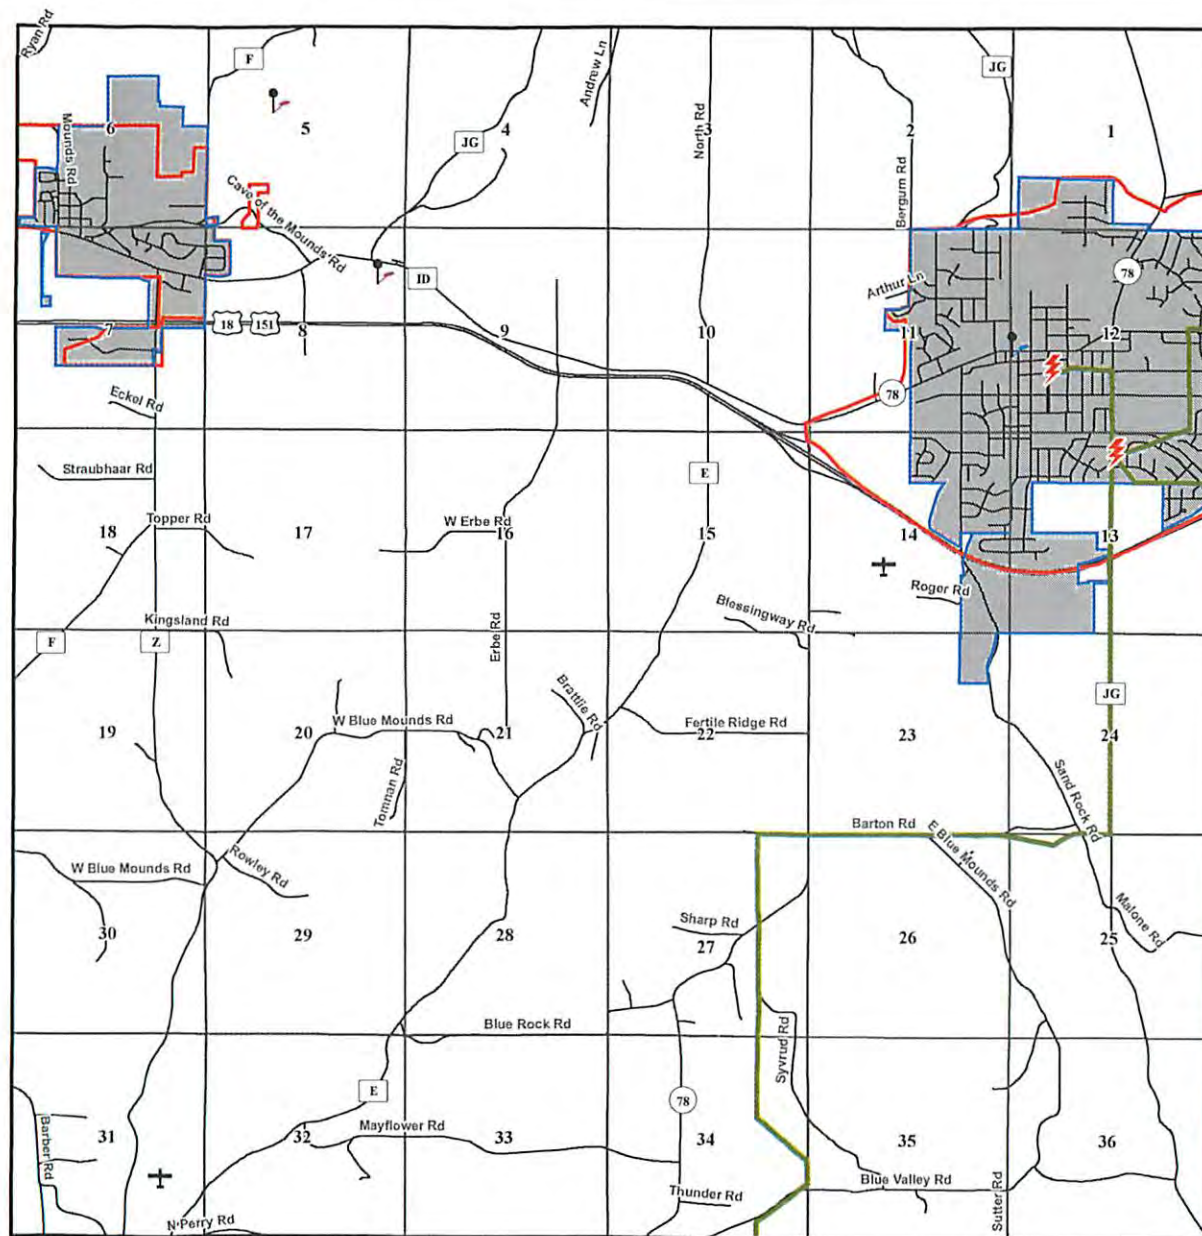 Ryan Rd
F
JG
Andrew Ln
JG
6
5
4
3
2
1
Mounds Rd
JG
North Rd
Bergum Rd
Cave of the Mounds Rd
ID
Arthur Ln
78
7
18
151
8
9
10
11
12
78
Eckel Rd
Straubhaar Rd
E
18
Topper Rd
17
W Erbe Rd
16
15
14
13
Roger Rd
Kingsland Rd
Blessingway Rd
F
Z
Erbe Rd
JG
19
20
W Blue Mounds Rd
21
Brattlie Rd
22
Fertile Ridge Rd
23
24
Tomnan Rd
Sand Rock Rd
Barton Rd
E Blue Mounds Rd
W Blue Mounds Rd
Rowley Rd
Malone Rd
30
29
28
Sharp Rd
27
26
25
Blue Rock Rd
Syvrud Rd
E
78
Barber Rd
31
32
Mayflower Rd
33
34
35
36
Blue Valley Rd
Thunder Rd
Sutter Rd
N Perry Rd